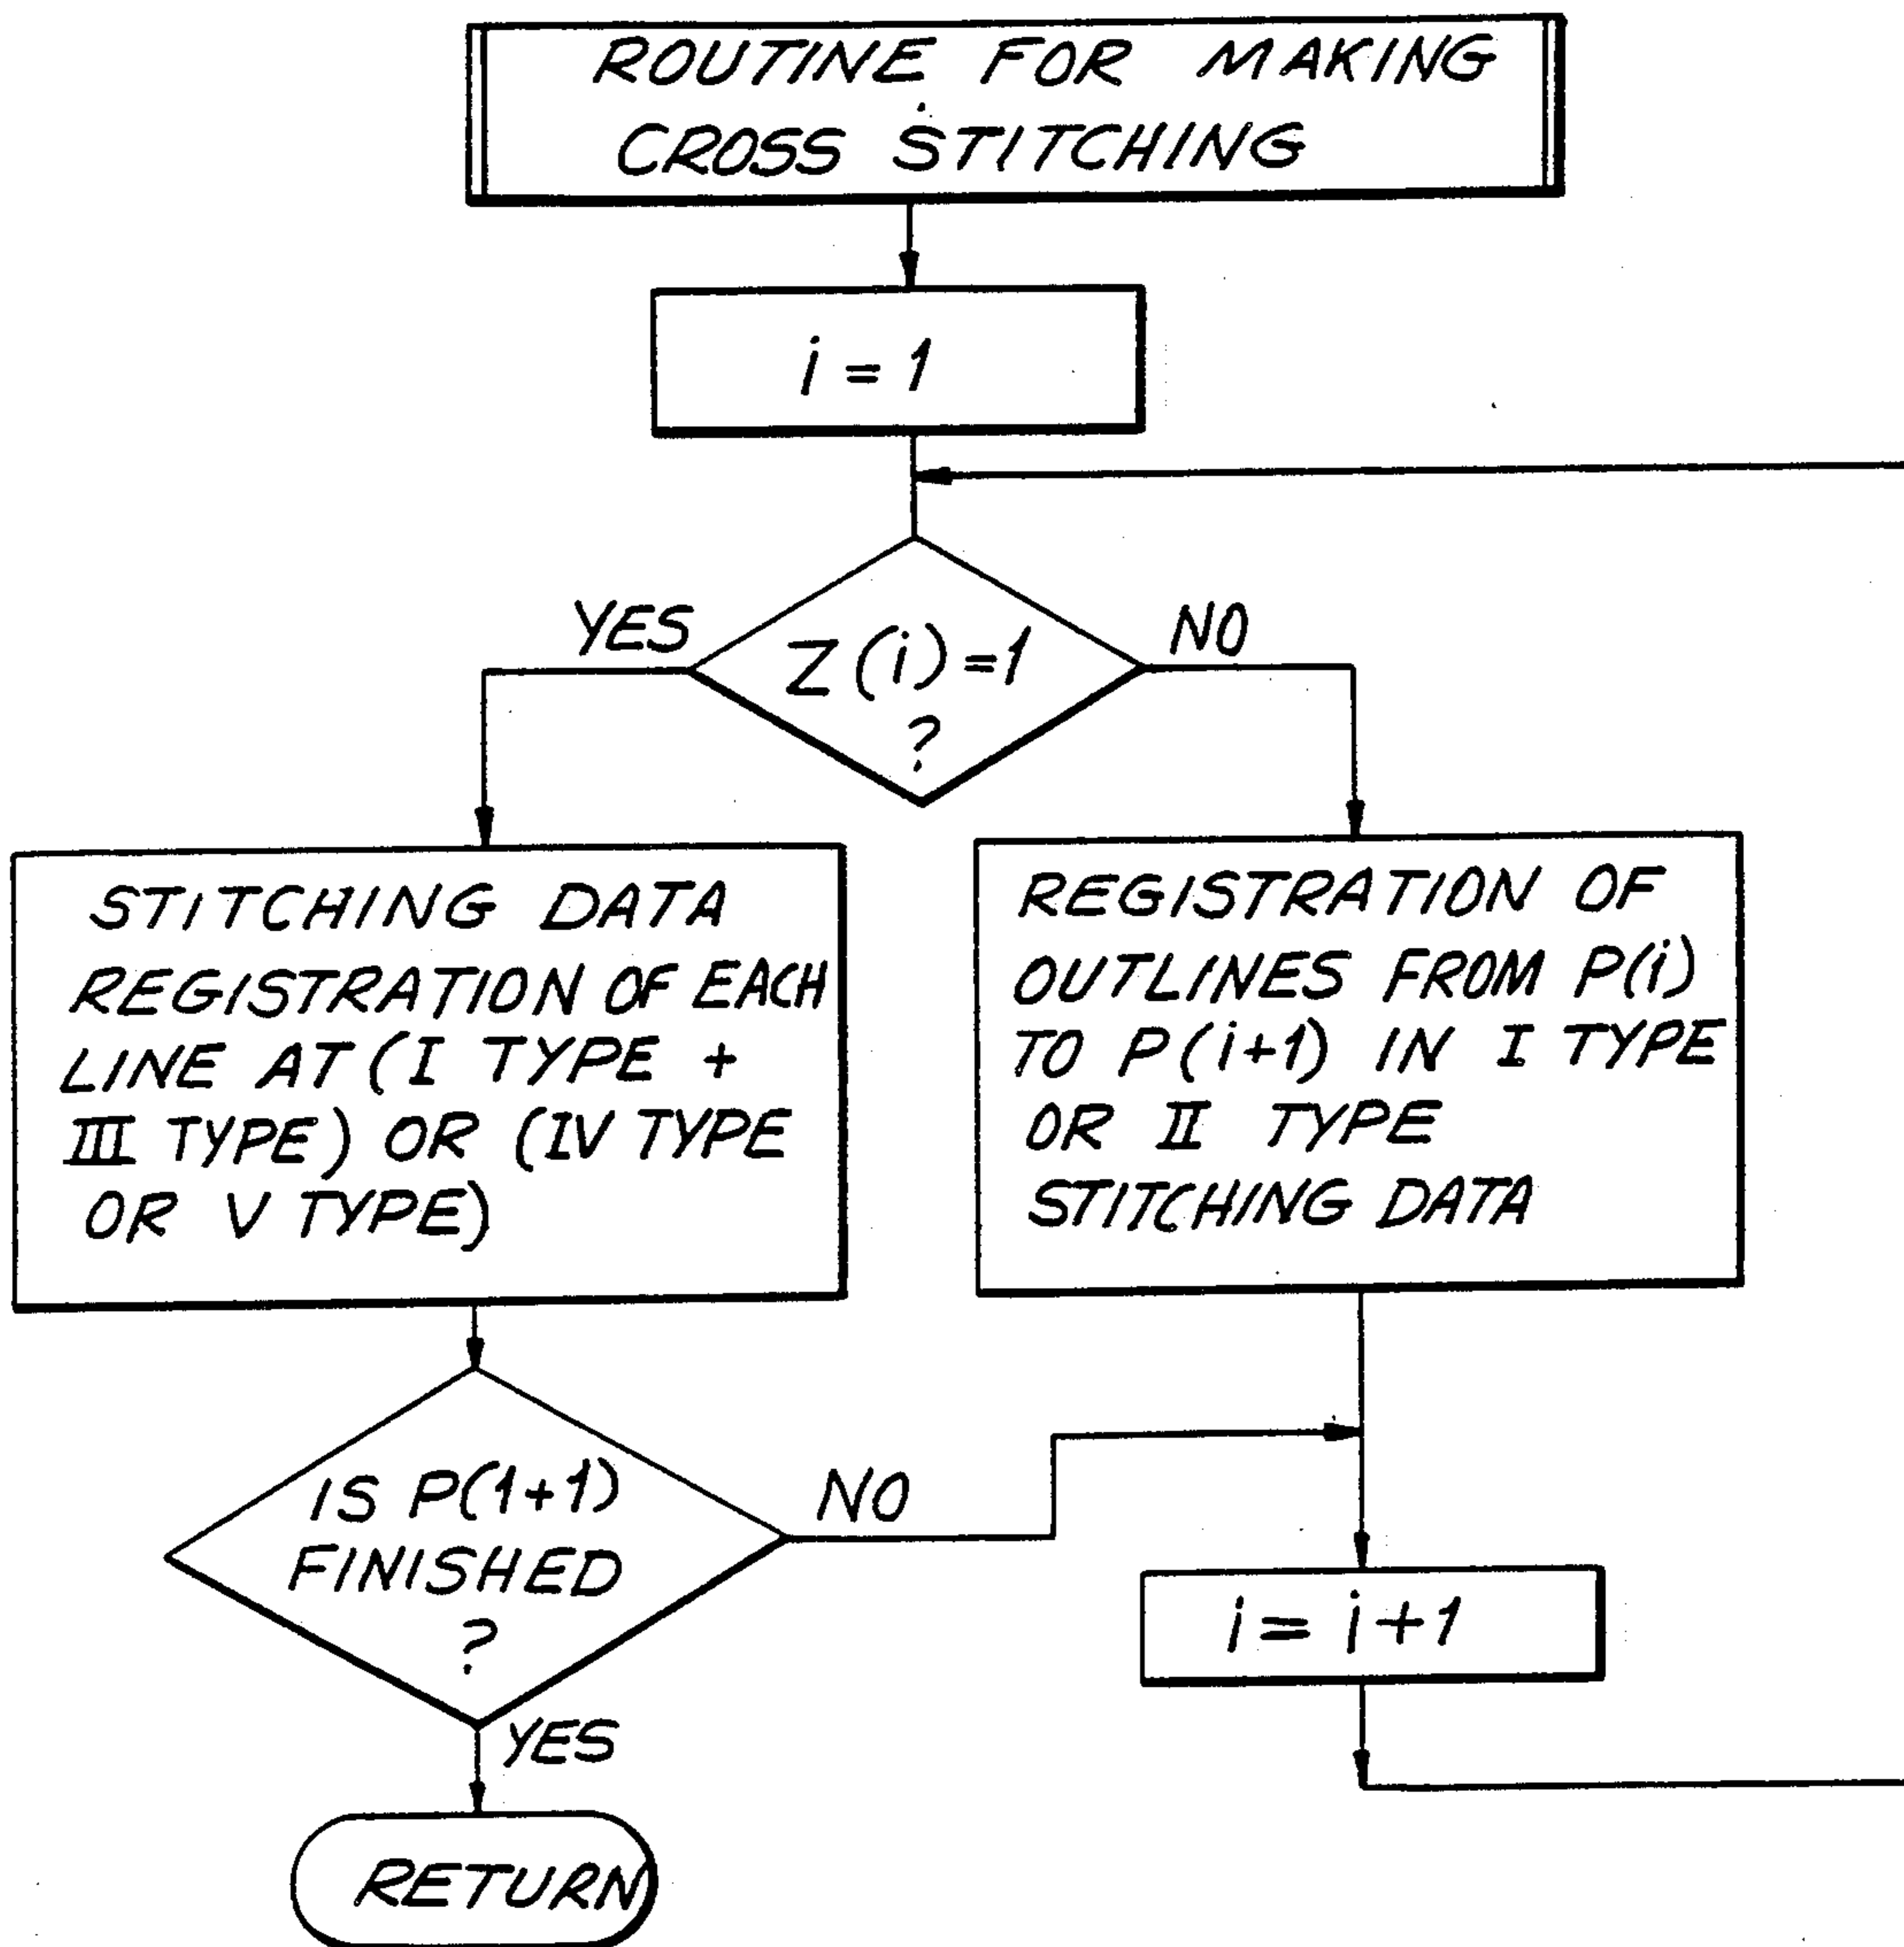 ROUTINE FOR MAKING
CROSS STITCHING
i = 1
YES
Z(i)=1
?
NO
STITCHING DATA
REGISTRATION OF EACH
LINE AT (I TYPE +
III TYPE) OR (IV TYPE
OR V TYPE)
REGISTRATION OF
OUTLINES FROM P(i)
TO P(i+1) IN I TYPE
OR II TYPE
STITCHING DATA
IS P(1+1)
FINISHED
?
NO
i = i+1
YES
RETURN